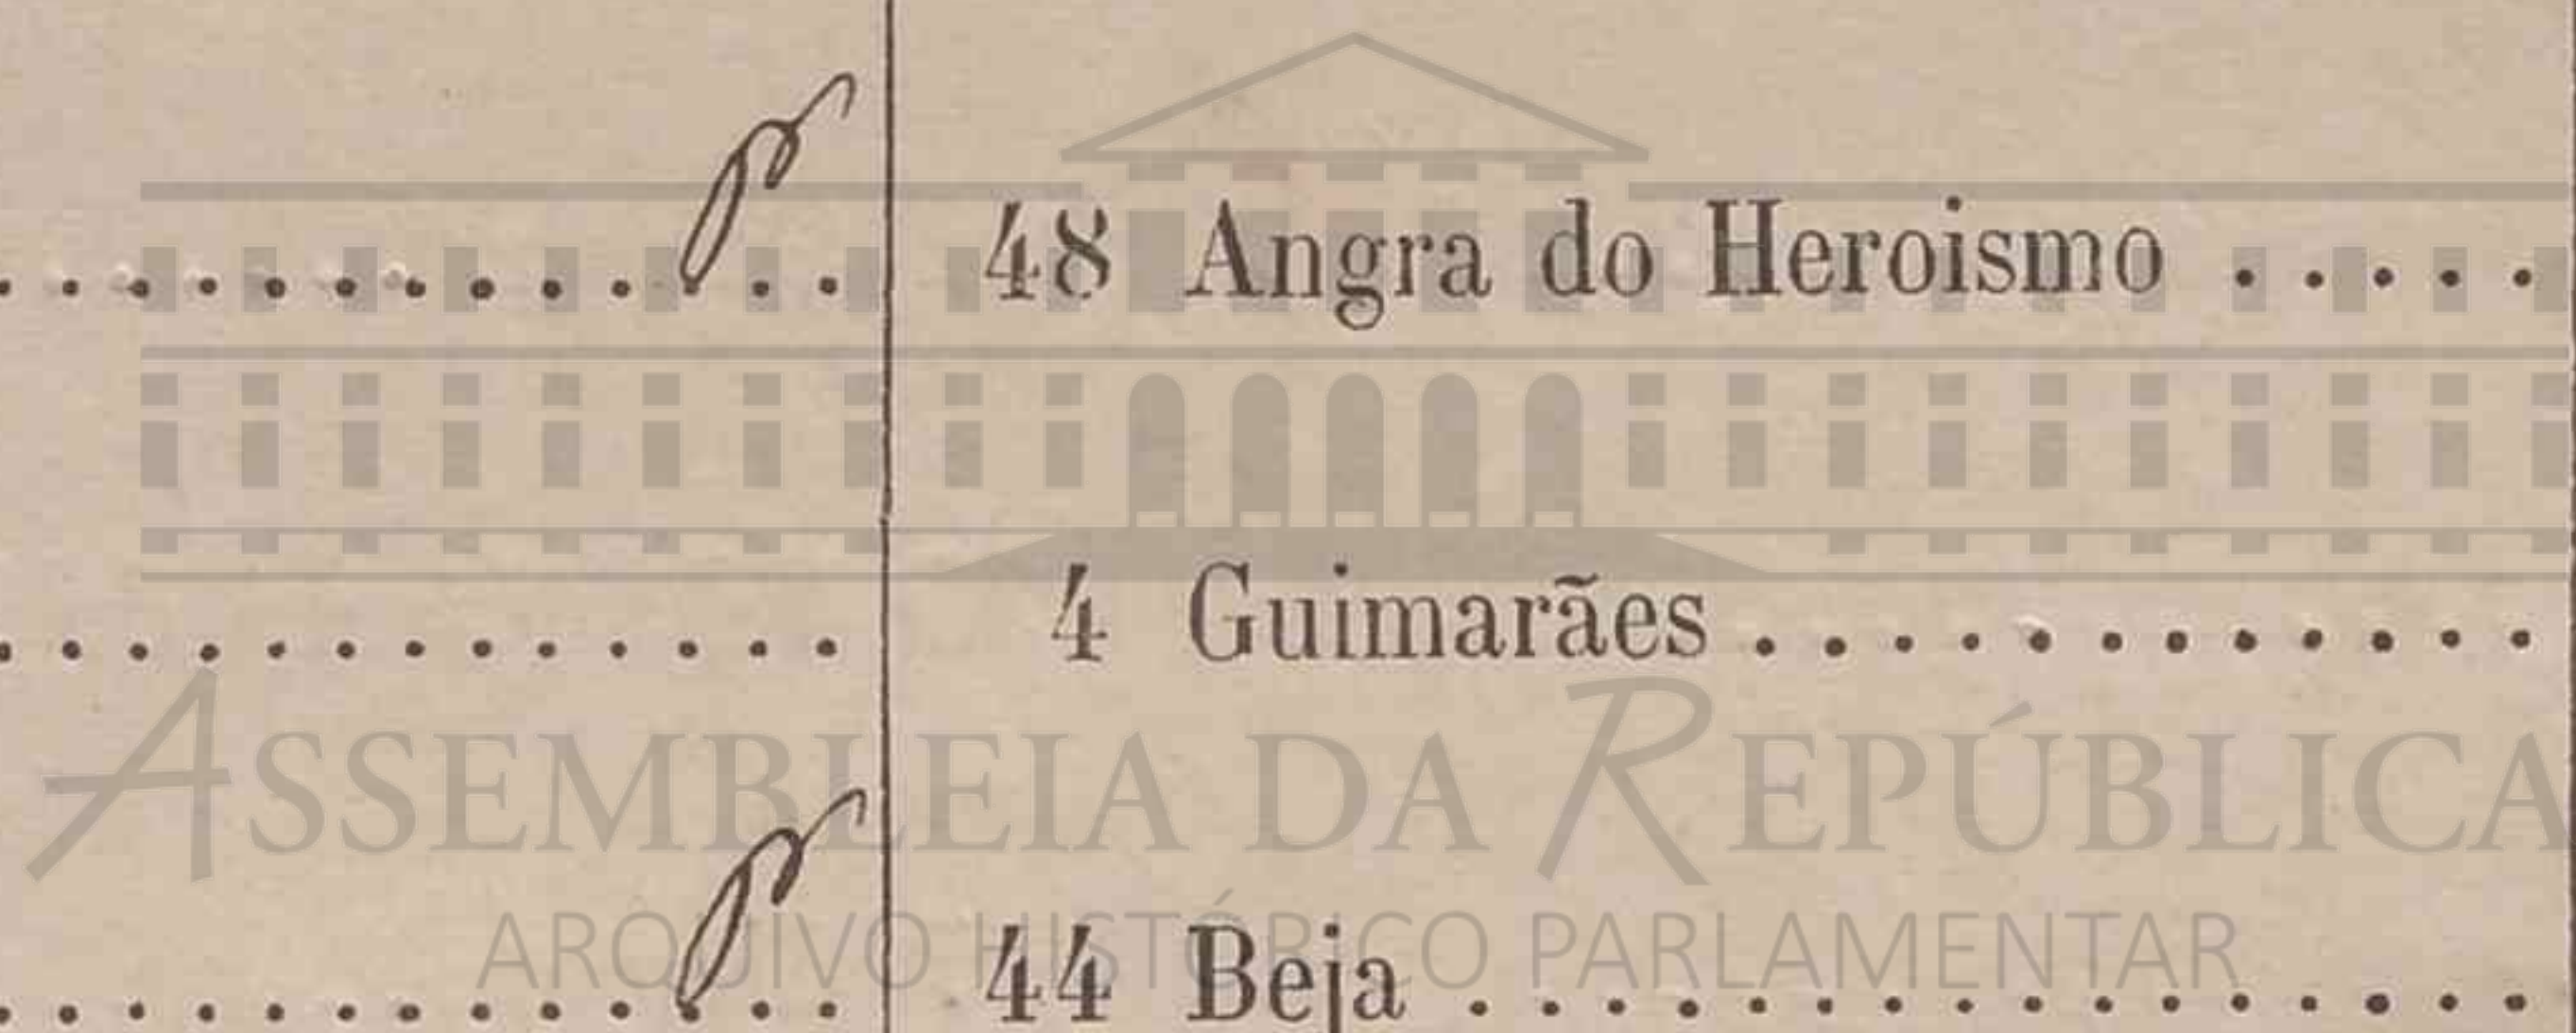 48 Angra do Heroismo . . . . .
4 Guimarães . . . . . . . . . . . .
ASSEMBLEIA DA REPÚBLICA
ARQUIVO HISTÓRICO PARLAMENTAR
44 Beja . . . . . . . . . . . . . . . .